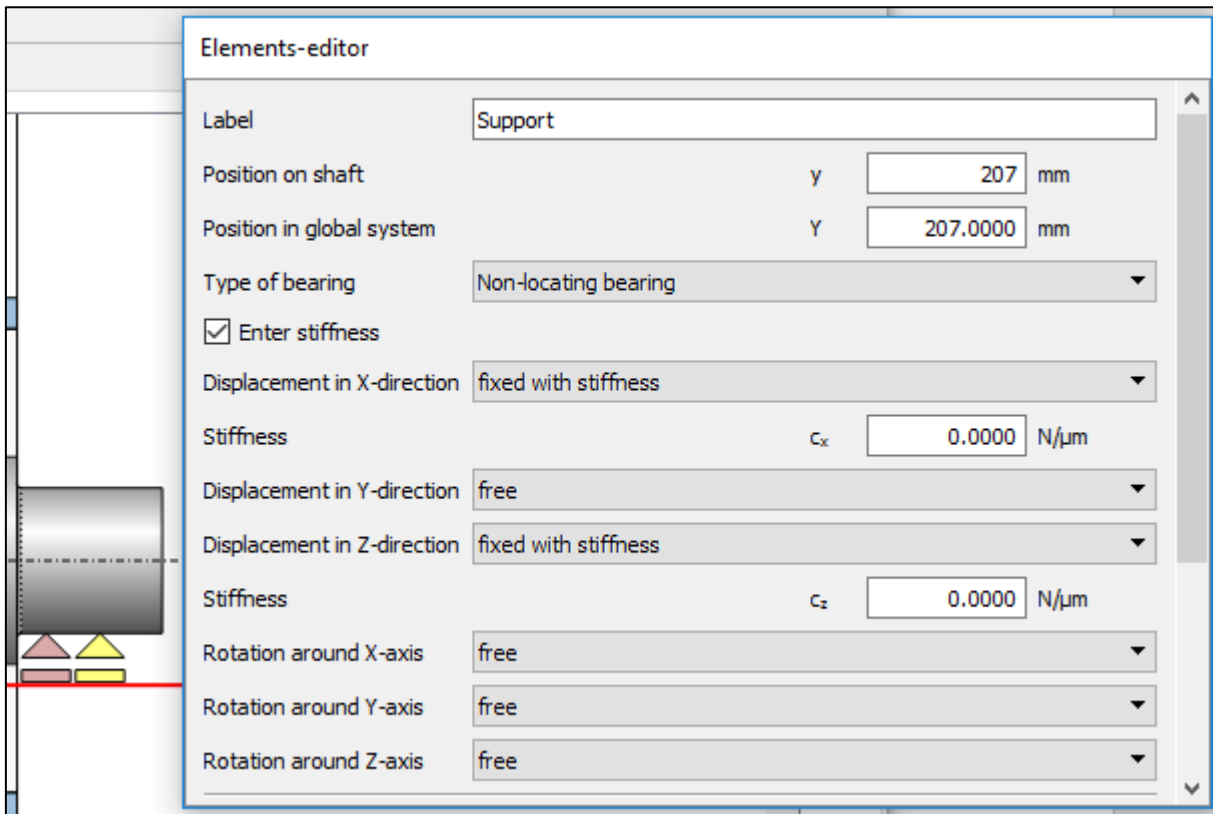 Elements-editor
Label Support
Position on shaft y 207 mm
Position in global system Y 207.0000 mm
Type of bearing Non-locating bearing
Enter stiffness
Displacement in X-direction fixed with stiffness
Stiffness cₓ 0.0000 N/µm
Displacement in Y-direction free
Displacement in Z-direction fixed with stiffness
Stiffness c_z 0.0000 N/µm
Rotation around X-axis free
Rotation around Y-axis free
Rotation around Z-axis free